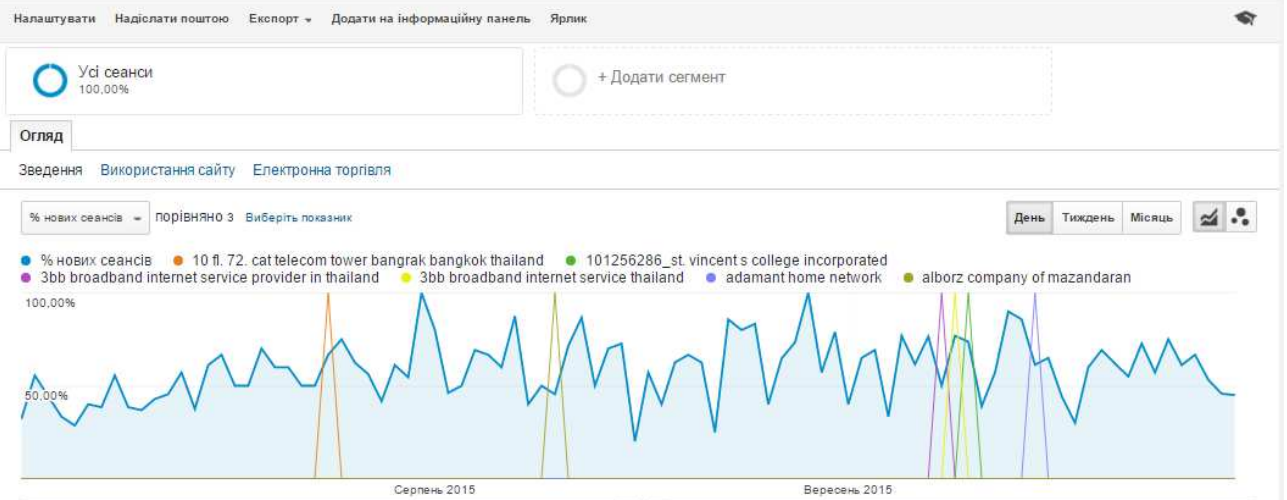 Налаштувати Надіслати поштою Експорт Додати на інформаційну панель Ярлик
Усі сеанси
100,00%
+ Додати сегмент
Огляд
Зведення Використання сайту Електронна торгівля
% нових сеансів порівняно з Виберіть показник День Тиждень Місяць
% нових сеансів 10 fl. 72. cat telecom tower bangrak bangkok thailand 101256286_st. vincent s college incorporated
3bb broadband internet service provider in thailand 3bb broadband internet service thailand adamant home network alborz company of mazandaran
100,00%
50,00%
Серпень 2015 Вересень 2015